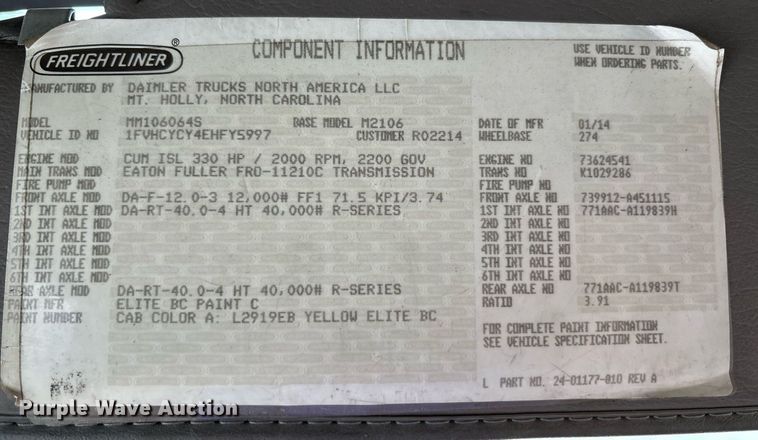 FREIGHTLINER®
COMPONENT INFORMATION
USE VEHICLE ID NUMBER
WHEN ORDERING PARTS.
MANUFACTURED BY DAIMLER TRUCKS NORTH AMERICA LLC
MT. HOLLY, NORTH CAROLINA
MODEL MM106064S BASE MODEL M2106 DATE OF MFR 01/14
VEHICLE ID NO 1FVHCYCY4EHFY5997 CUSTOMER R02214 WHEELBASE 274
ENGINE MOD CUM ISL 330 HP / 2000 RPM, 2200 GOV ENGINE NO 73624541
MAIN TRANS MOD EATON FULLER FRO-11210C TRANSMISSION TRANS NO K1029286
FIRE PUMP MOD FIRE PUMP NO
FRONT AXLE MOD DA-F-12.0-3 12,000# FF1 71.5 KPI/3.74 FRONT AXLE NO 739912-A45111S
1ST INT AXLE MOD DA-RT-40.0-4 HT 40,000# R-SERIES 1ST INT AXLE NO 771AAC-A119839H
2ND INT AXLE MOD 2ND INT AXLE NO
3RD INT AXLE MOD 3RD INT AXLE NO
4TH INT AXLE MOD 4TH INT AXLE NO
5TH INT AXLE MOD 5TH INT AXLE NO
6TH INT AXLE MOD 6TH INT AXLE NO
REAR AXLE MOD DA-RT-40.0-4 HT 40,000# R-SERIES REAR AXLE NO 771AAC-A119839T
PAINT MFR ELITE BC PAINT C RATIO 3.91
PAINT NUMBER CAB COLOR A: L2919EB YELLOW ELITE BC
FOR COMPLETE PAINT INFORMATION
SEE VEHICLE SPECIFICATION SHEET.
L PART NO. 24-01177-010 REV A
Purple Wave Auction